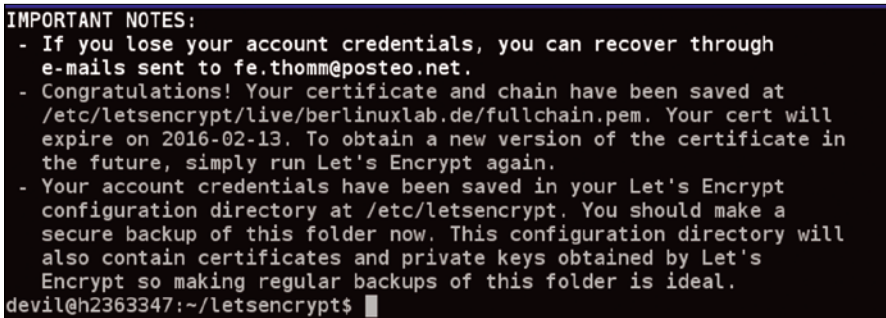 IMPORTANT NOTES:
- If you lose your account credentials, you can recover through
e-mails sent to fe.thomm@posteo.net.
- Congratulations! Your certificate and chain have been saved at
/etc/letsencrypt/live/berlinuxlab.de/fullchain.pem. Your cert will
expire on 2016-02-13. To obtain a new version of the certificate in
the future, simply run Let's Encrypt again.
- Your account credentials have been saved in your Let's Encrypt
configuration directory at /etc/letsencrypt. You should make a
secure backup of this folder now. This configuration directory will
also contain certificates and private keys obtained by Let's
Encrypt so making regular backups of this folder is ideal.
devil@h2363347:~/letsencrypt$